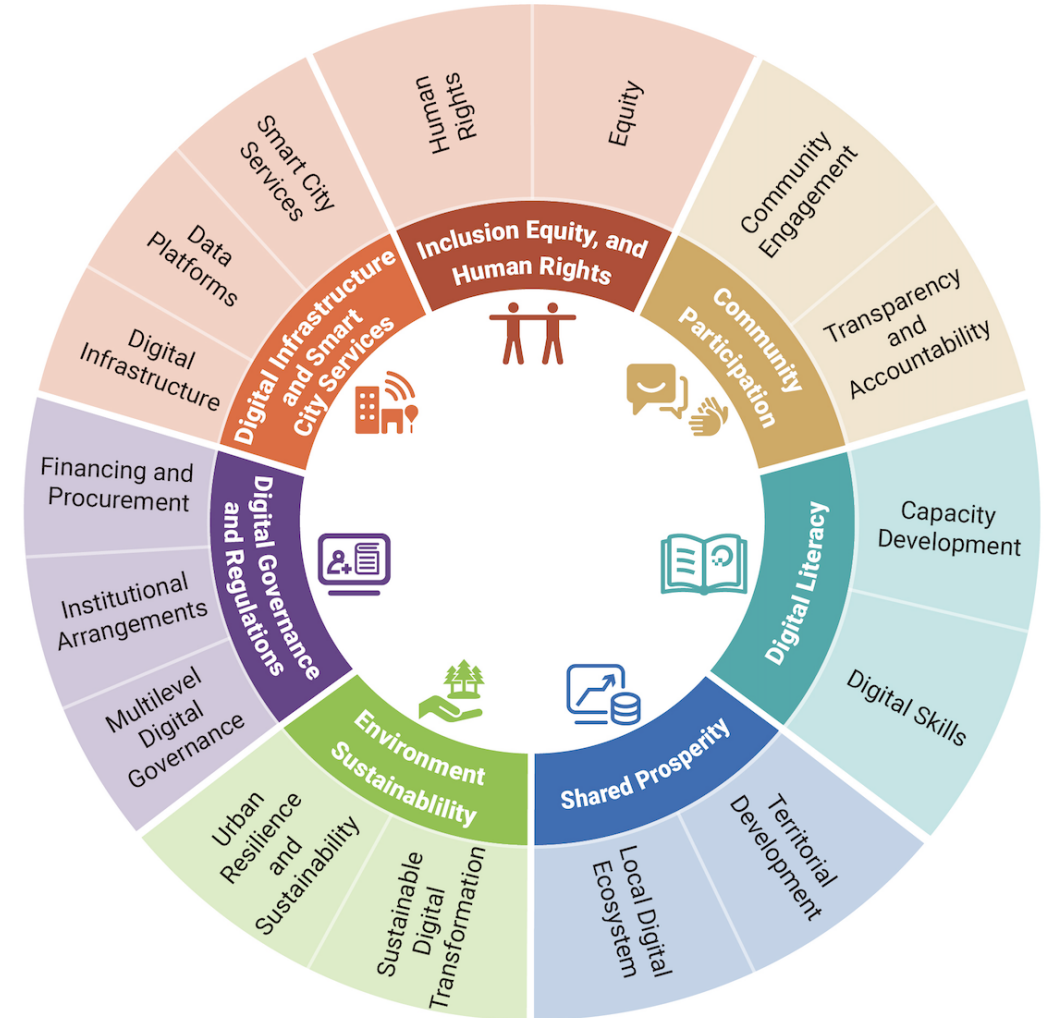 Human
Rights
Equity
Inclusion Equity, and
Human Rights
Community
Engagement
Transparency
and
Accountability
Community
Participation
Capacity
Development
Digital Skills
Digital Literacy
Territorial
Development
Local Digital
Ecosystem
Shared Prosperity
Sustainable
Digital
Transformation
Urban
Resilience
and
Sustainability
Environment
Sustainablility
Multilevel
Digital
Governance
Institutional
Arrangements
Financing and
Procurement
Digital Governance
and Regulations
Digital
Infrastructure
Data
Platforms
Smart City
Services
Digital Infrastructure
and Smart
City Services